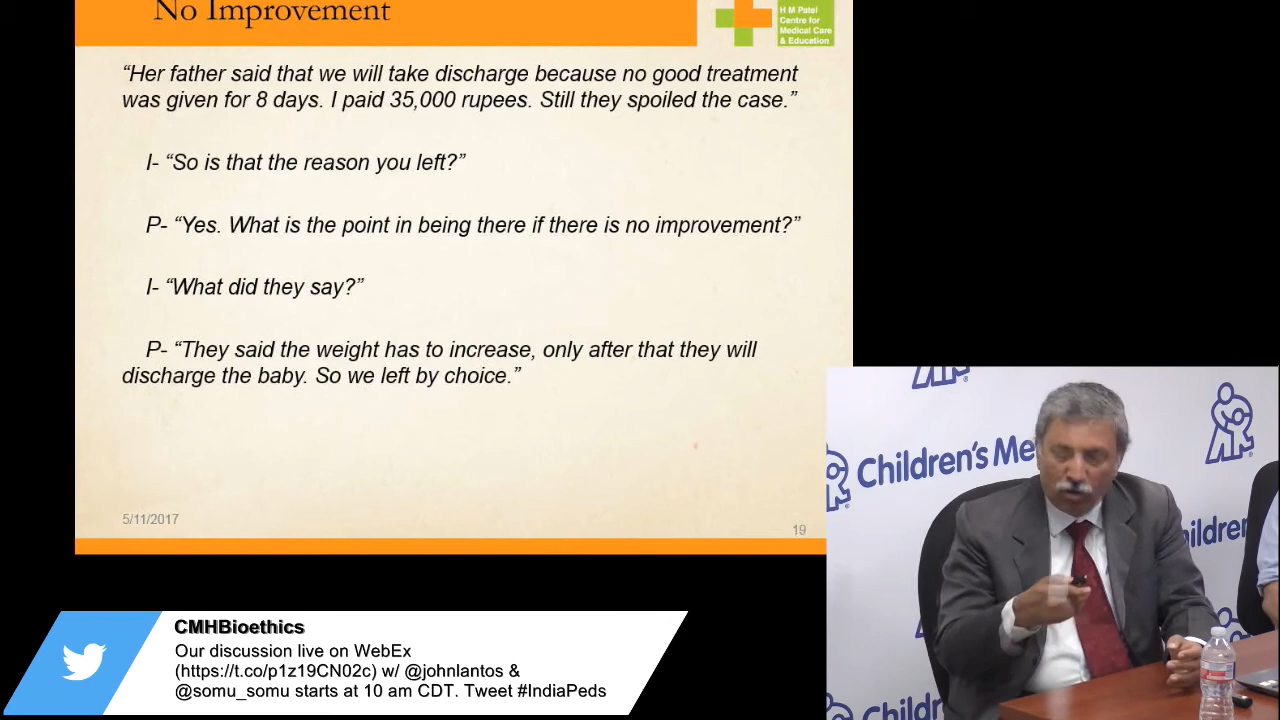 No Improvement
H M Patel
Centre for
Medical Care
& Education
“Her father said that we will take discharge because no good treatment
was given for 8 days. I paid 35,000 rupees. Still they spoiled the case.”
I- “So is that the reason you left?”
P- “Yes. What is the point in being there if there is no improvement?”
I- “What did they say?”
P- “They said the weight has to increase, only after that they will
discharge the baby. So we left by choice.”
5/11/2017
19
Children's Me
ildren's
Child
CMHBioethics
Our discussion live on WebEx
(https://t.co/p1z19CN02c) w/ @johnlantos &
@somu_somu starts at 10 am CDT. Tweet #IndiaPeds